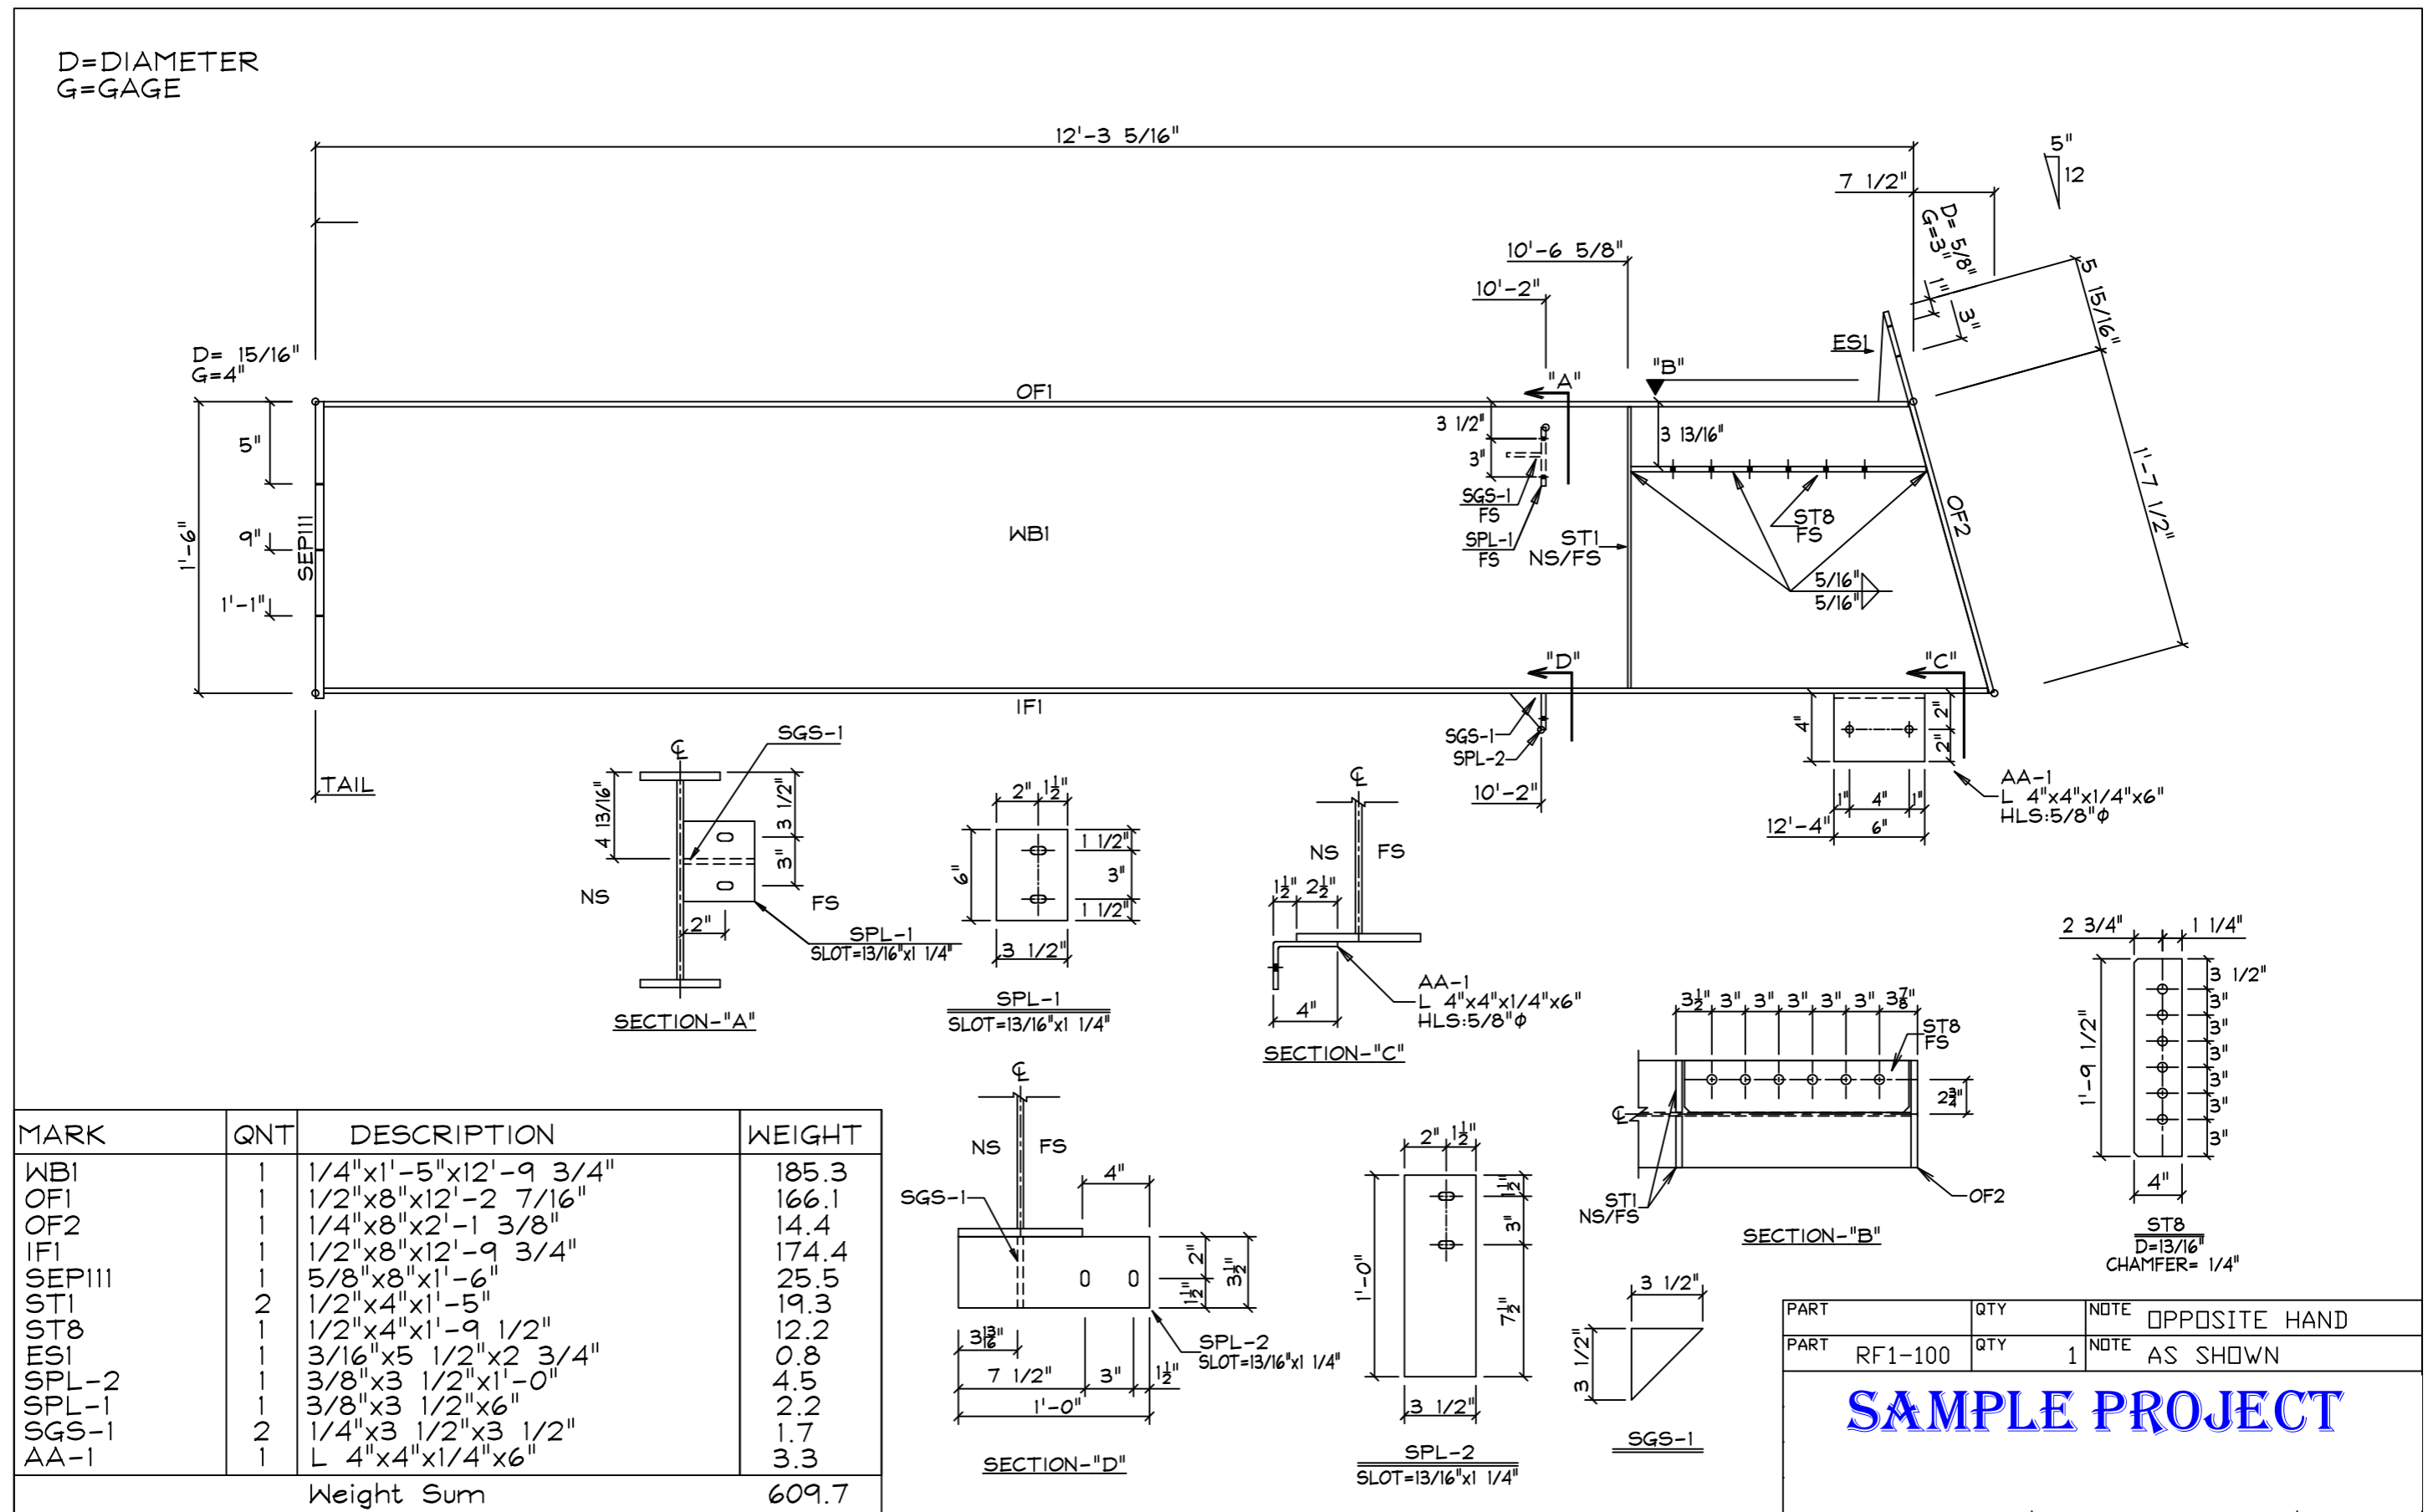 D=DIAMETER
G=GAGE
12'-3 5/16"
5"
12
7 1/2"
D= 5/8"
G=3"
1"
3"
5 15/16"
10'-6 5/8"
10'-2"
ES1
D= 15/16"
G=4"
OF1
"A"
"B"
3 1/2"
3"
3 13/16"
5"
9"
1'-1"
1'-6"
SEP111
WB1
SGS-1
FS
SPL-1
FS
ST1
NS/FS
ST8
FS
5/16"
5/16"
OF2
1'-7 1/2"
"D"
"C"
IF1
TAIL
SGS-1
SPL-2
10'-2"
4"
2"
2"
1"
4"
1"
12'-4"
6"
AA-1
L 4"x4"x1/4"x6"
HLS:5/8"ϕ
℄
SGS-1
4 13/16"
3 1/2"
3"
NS
FS
2"
SPL-1
SLOT=13/16"x1 1/4"
SECTION-"A"
2"
1 1/2"
6"
1 1/2"
3"
1 1/2"
3 1/2"
SPL-1
SLOT=13/16"x1 1/4"
℄
NS
FS
1 1/2"
2 1/2"
4"
AA-1
L 4"x4"x1/4"x6"
HLS:5/8"ϕ
SECTION-"C"
3 1/2"
3"
3"
3"
3"
3"
3 7/8"
ST8
FS
2 3/4"
℄
ST1
NS/FS
OF2
SECTION-"B"
2 3/4"
1 1/4"
3 1/2"
3"
3"
3"
3"
3"
3"
1'-9 1/2"
4"
ST8
D=13/16"
CHAMFER= 1/4"
℄
NS
FS
4"
SGS-1
2"
1 1/2"
3 1/2"
3 13/16"
7 1/2"
3"
1 1/2"
1'-0"
SPL-2
SLOT=13/16"x1 1/4"
SECTION-"D"
2"
1 1/2"
1 1/2"
3"
7 1/2"
1'-0"
3 1/2"
SPL-2
SLOT=13/16"x1 1/4"
3 1/2"
3 1/2"
SGS-1
MARK QNT DESCRIPTION WEIGHT
WB1 1 1/4"x1'-5"x12'-9 3/4" 185.3
OF1 1 1/2"x8"x12'-2 7/16" 166.1
OF2 1 1/4"x8"x2'-1 3/8" 14.4
IF1 1 1/2"x8"x12'-9 3/4" 174.4
SEP111 1 5/8"x8"x1'-6" 25.5
ST1 2 1/2"x4"x1'-5" 19.3
ST8 1 1/2"x4"x1'-9 1/2" 12.2
ES1 1 3/16"x5 1/2"x2 3/4" 0.8
SPL-2 1 3/8"x3 1/2"x1'-0" 4.5
SPL-1 1 3/8"x3 1/2"x6" 2.2
SGS-1 2 1/4"x3 1/2"x3 1/2" 1.7
AA-1 1 L 4"x4"x1/4"x6" 3.3
Weight Sum 609.7
PART QTY NOTE OPPOSITE HAND
PART RF1-100 QTY 1 NOTE AS SHOWN
SAMPLE PROJECT